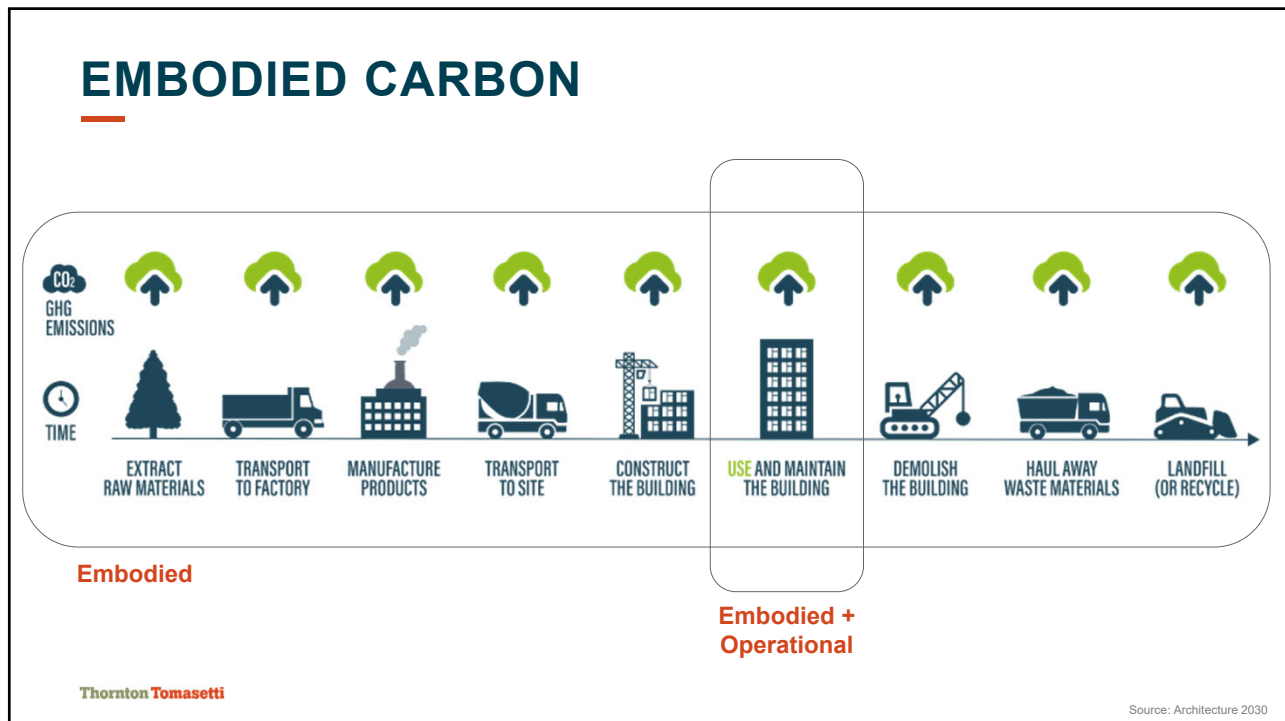 EMBODIED CARBON
CO₂
GHG
EMISSIONS
TIME
EXTRACT
RAW MATERIALS
TRANSPORT
TO FACTORY
MANUFACTURE
PRODUCTS
TRANSPORT
TO SITE
CONSTRUCT
THE BUILDING
USE AND MAINTAIN
THE BUILDING
DEMOLISH
THE BUILDING
HAUL AWAY
WASTE MATERIALS
LANDFILL
(OR RECYCLE)
Embodied
Embodied +
Operational
Thornton Tomasetti
Source: Architecture 2030